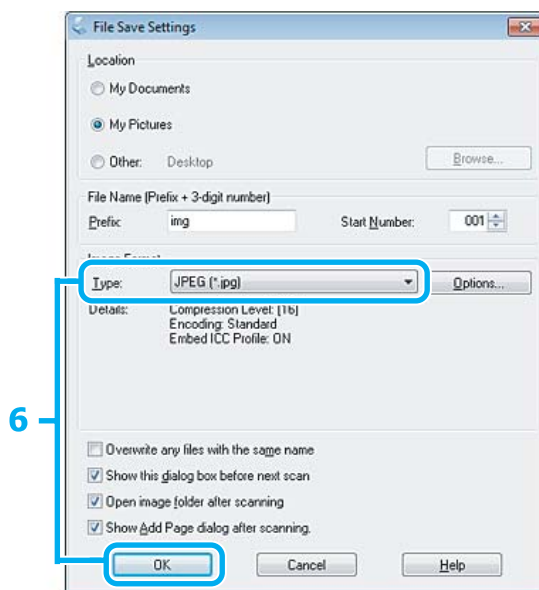 File Save Settings
Location
My Documents
My Pictures
Other: Desktop Browse...
File Name (Prefix + 3-digit number)
Prefix: img Start Number: 001
Image Format
Type: JPEG (*.jpg) Options...
Details: Compression Level: [16]
Encoding: Standard
Embed ICC Profile: ON
6
Overwrite any files with the same name
Show this dialog box before next scan
Open image folder after scanning
Show Add Page dialog after scanning.
OK Cancel Help